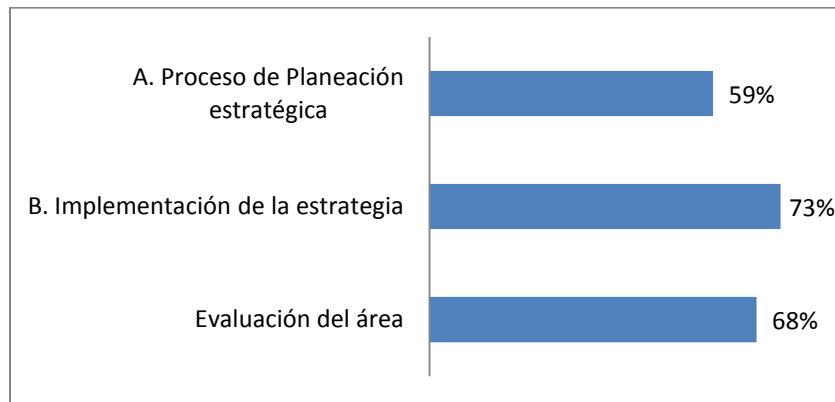 A. Proceso de Planeación
estratégica
59%
B. Implementación de la estrategia
73%
Evaluación del área
68%